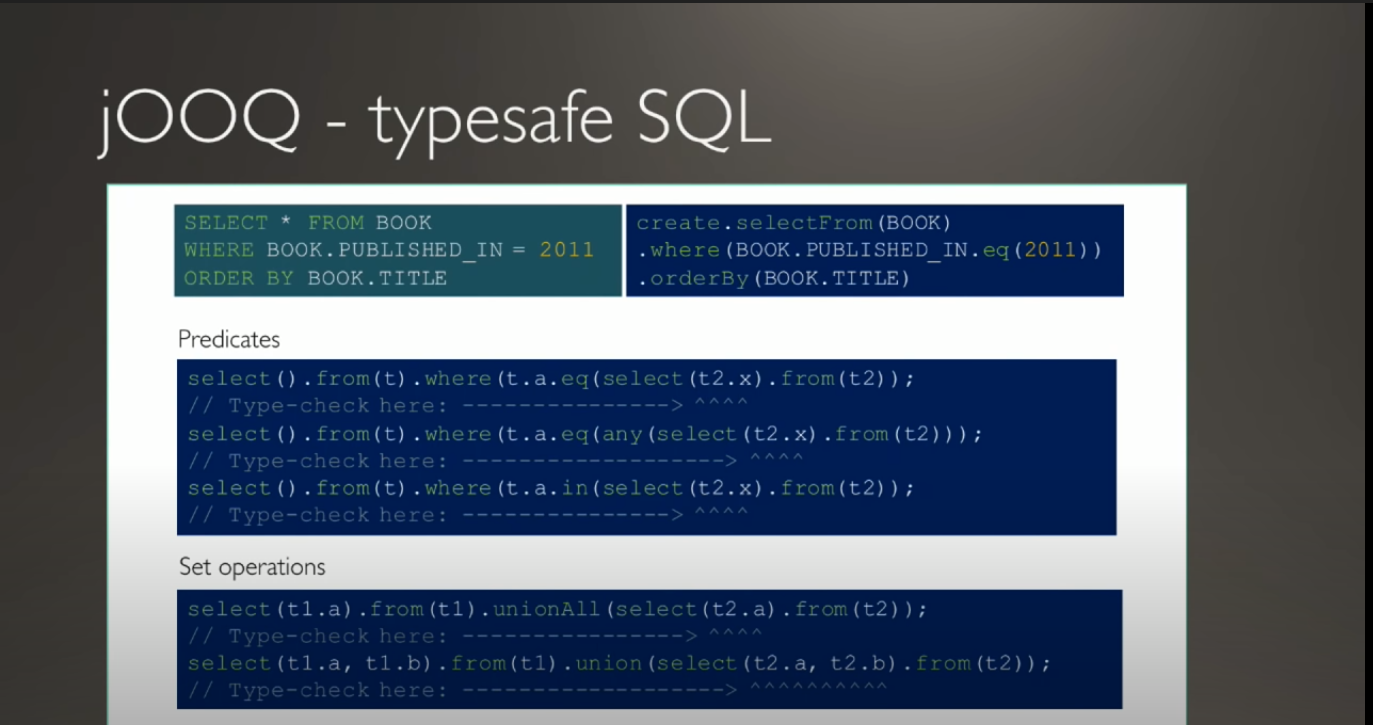 jOOQ - typesafe SQL
SELECT * FROM BOOK
WHERE BOOK.PUBLISHED_IN = 2011
ORDER BY BOOK.TITLE
create.selectFrom(BOOK)
.where(BOOK.PUBLISHED_IN.eq(2011))
.orderBy(BOOK.TITLE)
Predicates
select().from(t).where(t.a.eq(select(t2.x).from(t2));
// Type-check here: ---------------> ^^^^
select().from(t).where(t.a.eq(any(select(t2.x).from(t2)));
// Type-check here: -------------------> ^^^^
select().from(t).where(t.a.in(select(t2.x).from(t2));
// Type-check here: ---------------> ^^^^
Set operations
select(t1.a).from(t1).unionAll(select(t2.a).from(t2));
// Type-check here: ----------------> ^^^^
select(t1.a, t1.b).from(t1).union(select(t2.a, t2.b).from(t2));
// Type-check here: -------------------> ^^^^^^^^^^